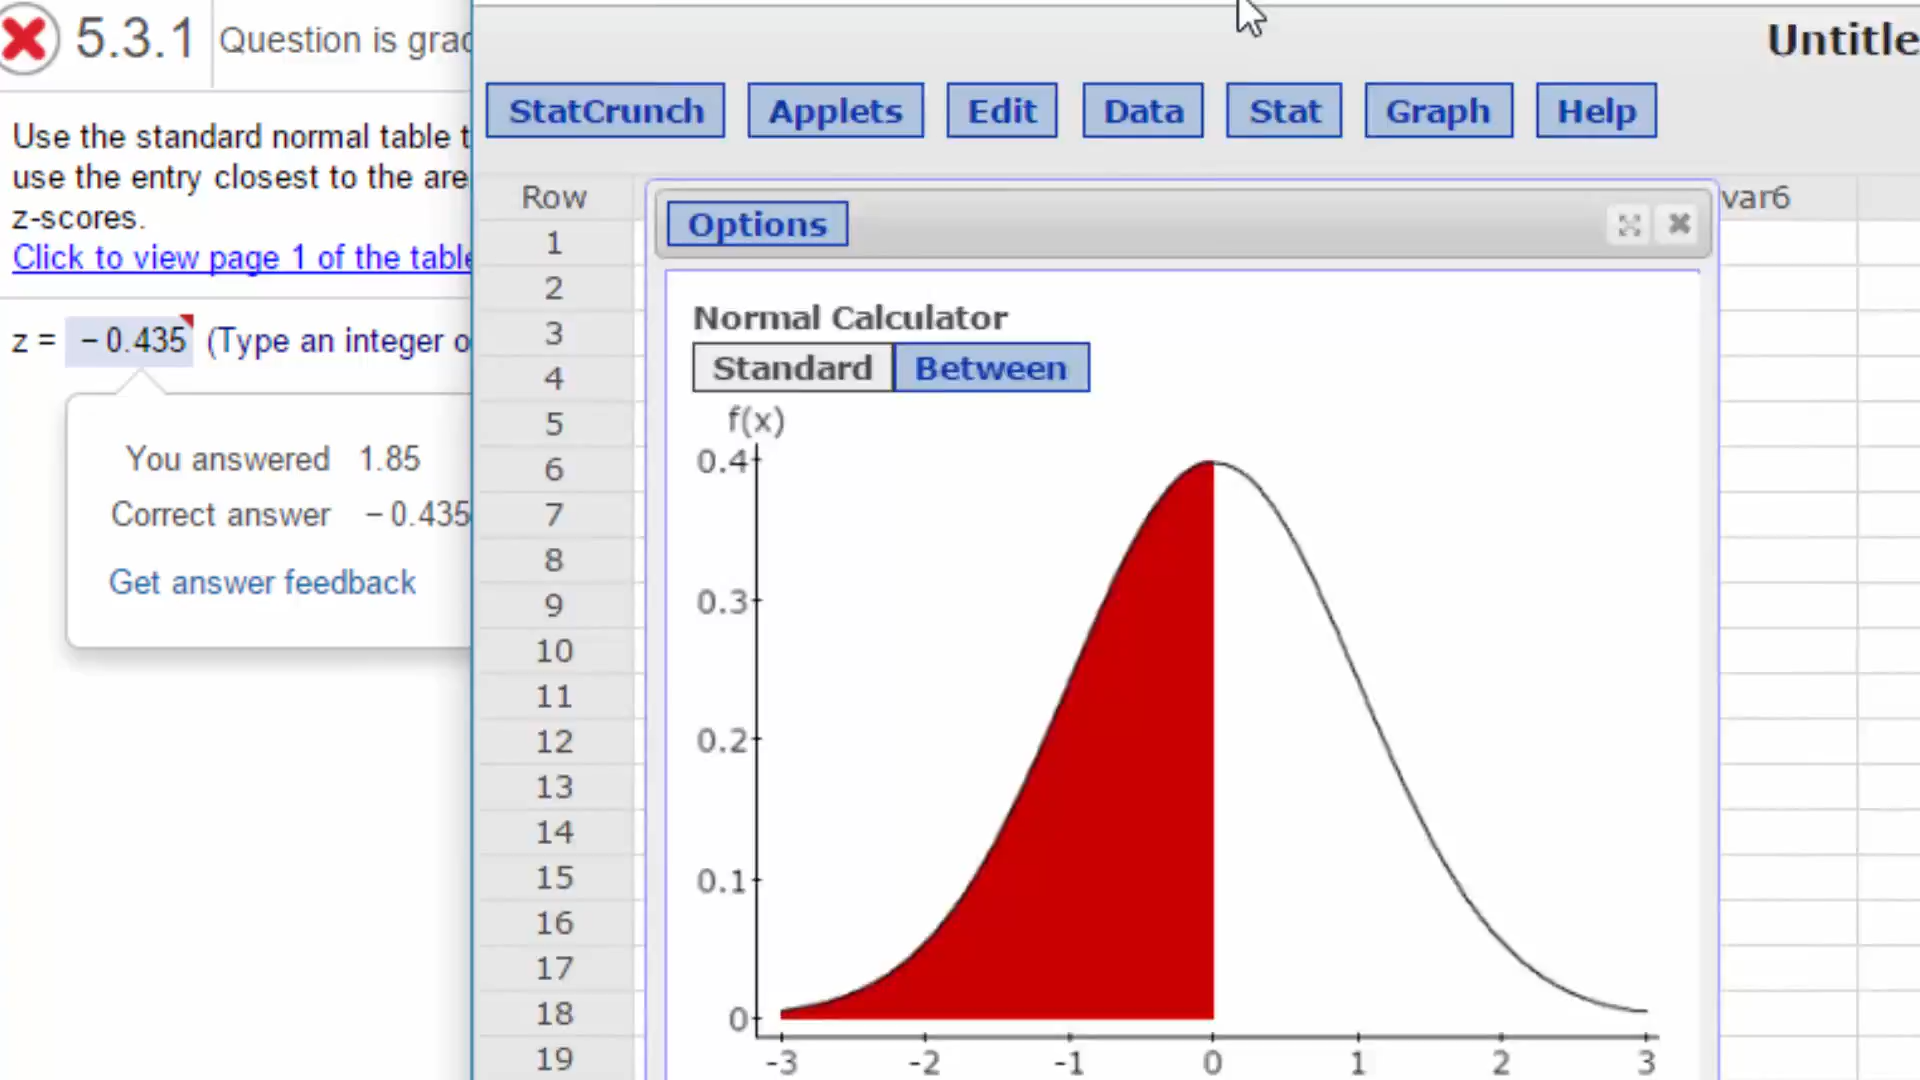 5.3.1
Question is grad
Use the standard normal table t
use the entry closest to the are
z-scores.
Click to view page 1 of the table
z = − 0.435 (Type an integer o
You answered 1.85
Correct answer − 0.435
Get answer feedback
Untitle
StatCrunch Applets Edit Data Stat Graph Help
Row var6
1
2
3
4
5
6
7
8
9
10
11
12
13
14
15
16
17
18
19
Options
Normal Calculator
Standard Between
f(x)
0.4
0.3
0.2
0.1
0
-3 -2 -1 0 1 2 3